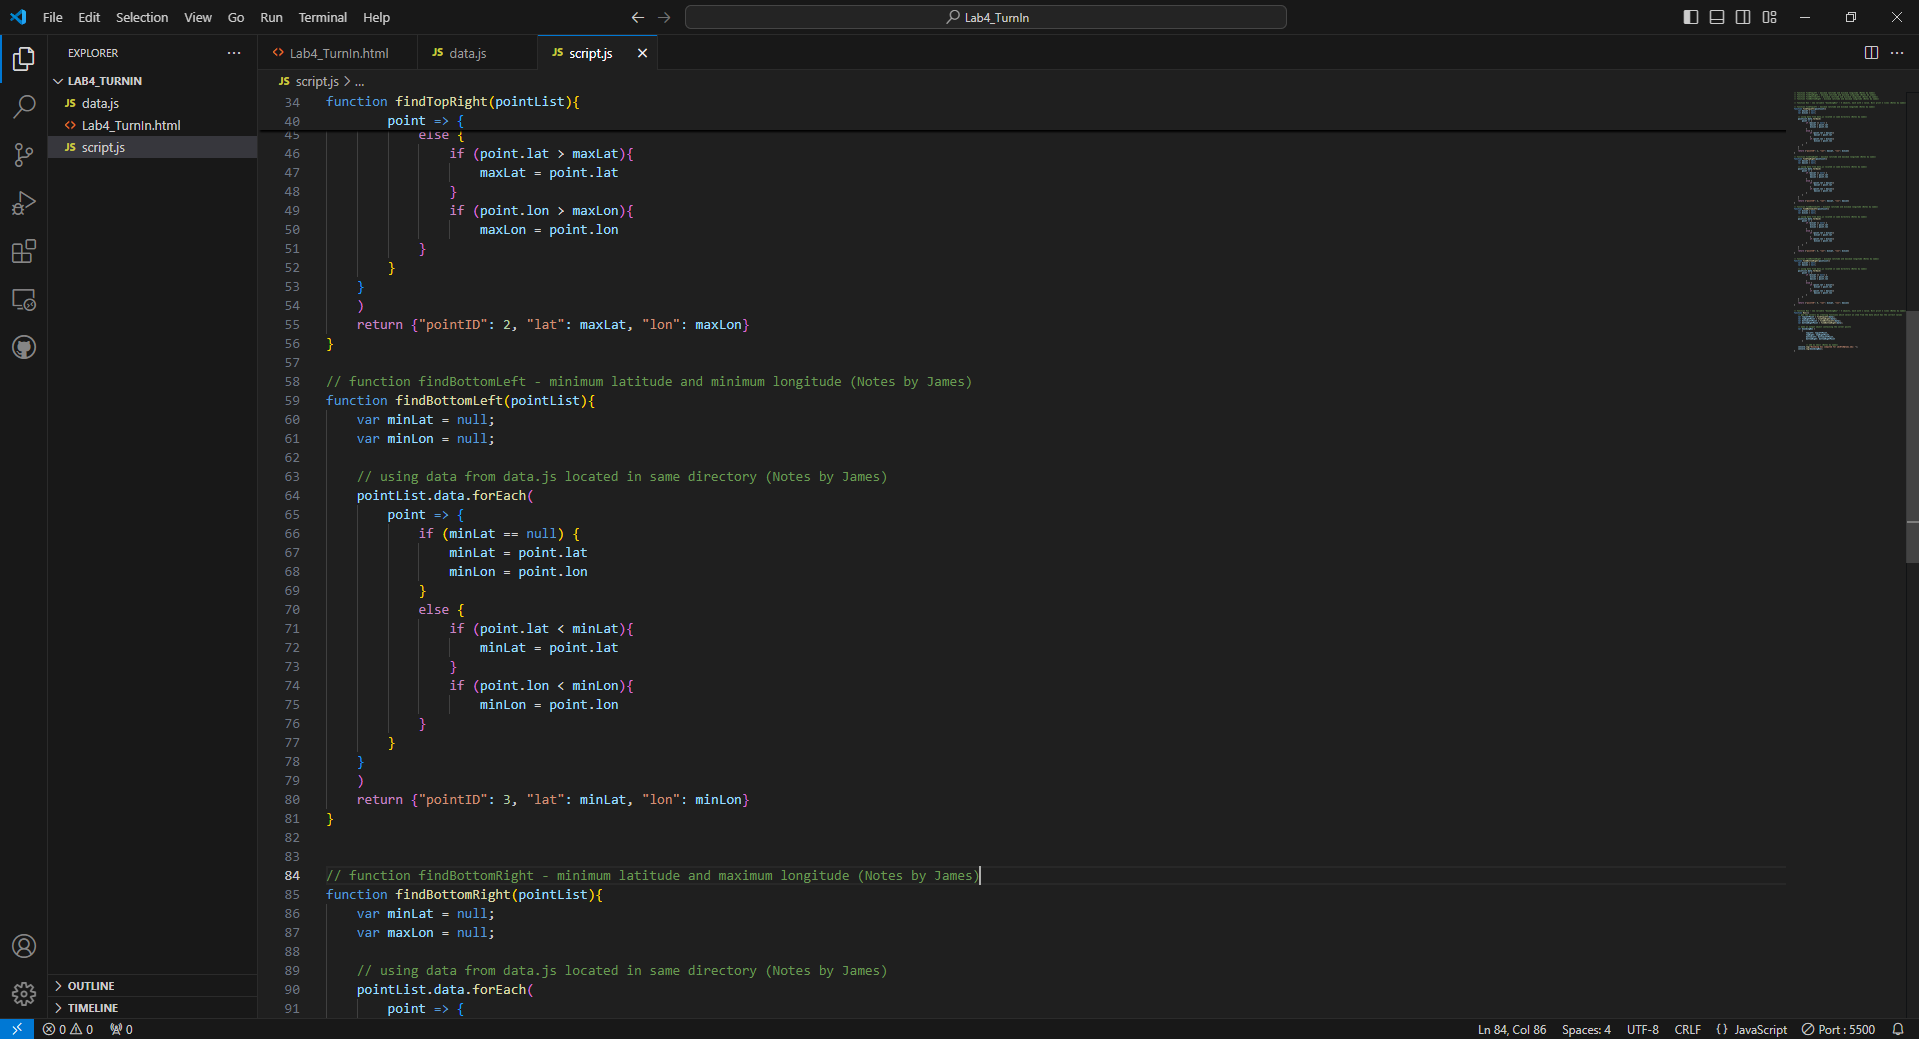 File Edit Selection View Go Run Terminal Help
Lab4_TurnIn
EXPLORER
LAB4_TURNIN
JS data.js
Lab4_TurnIn.html
JS script.js
OUTLINE
TIMELINE
Lab4_TurnIn.html JS data.js JS script.js
JS script.js > ...
34 function findTopRight(pointList){
40 point => {
45 else {
46 if (point.lat > maxLat){
47 maxLat = point.lat
48 }
49 if (point.lon > maxLon){
50 maxLon = point.lon
51 }
52 }
53 }
54 )
55 return {"pointID": 2, "lat": maxLat, "lon": maxLon}
56 }
57
58 // function findBottomLeft - minimum latitude and minimum longitude (Notes by James)
59 function findBottomLeft(pointList){
60 var minLat = null;
61 var minLon = null;
62
63 // using data from data.js located in same directory (Notes by James)
64 pointList.data.forEach(
65 point => {
66 if (minLat == null) {
67 minLat = point.lat
68 minLon = point.lon
69 }
70 else {
71 if (point.lat < minLat){
72 minLat = point.lat
73 }
74 if (point.lon < minLon){
75 minLon = point.lon
76 }
77 }
78 }
79 )
80 return {"pointID": 3, "lat": minLat, "lon": minLon}
81 }
82
83
84 // function findBottomRight - minimum latitude and maximum longitude (Notes by James)
85 function findBottomRight(pointList){
86 var minLat = null;
87 var maxLon = null;
88
89 // using data from data.js located in same directory (Notes by James)
90 pointList.data.forEach(
91 point => {
0 0 0
Ln 84, Col 86 Spaces: 4 UTF-8 CRLF {} JavaScript Port : 5500